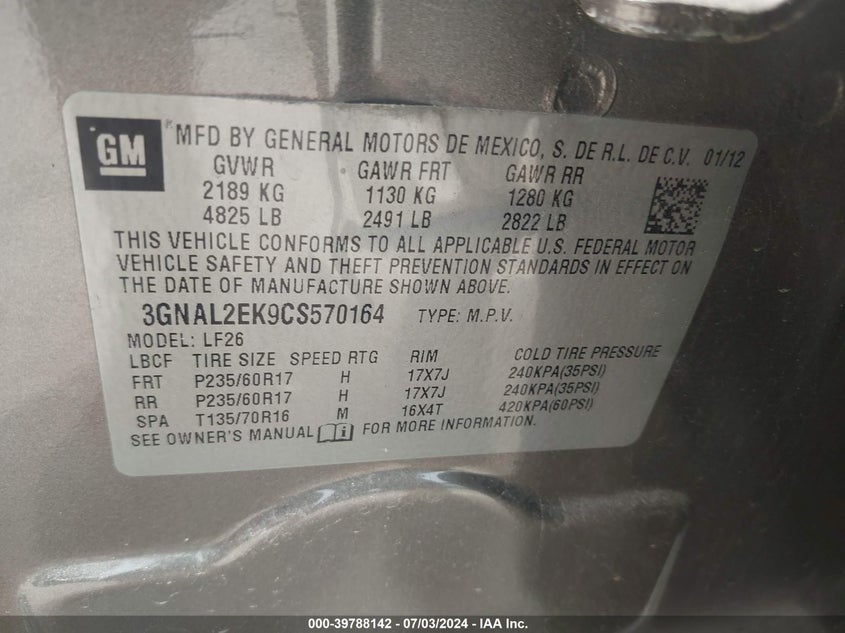 GM ® MFD BY GENERAL MOTORS DE MEXICO, S. DE R.L. DE C.V. 01/12
GVWR GAWR FRT GAWR RR
2189 KG 1130 KG 1280 KG
4825 LB 2491 LB 2822 LB
THIS VEHICLE CONFORMS TO ALL APPLICABLE U.S. FEDERAL MOTOR
VEHICLE SAFETY AND THEFT PREVENTION STANDARDS IN EFFECT ON
THE DATE OF MANUFACTURE SHOWN ABOVE.
3GNAL2EK9CS570164 TYPE: M.P.V.
MODEL: LF26
LBCF TIRE SIZE SPEED RTG RIM COLD TIRE PRESSURE
FRT P235/60R17 H 17X7J 240KPA(35PSI)
RR P235/60R17 H 17X7J 240KPA(35PSI)
SPA T135/70R16 M 16X4T 420KPA(60PSI)
SEE OWNER'S MANUAL i FOR MORE INFORMATION.
000-39788142 - 07/03/2024 - IAA Inc.